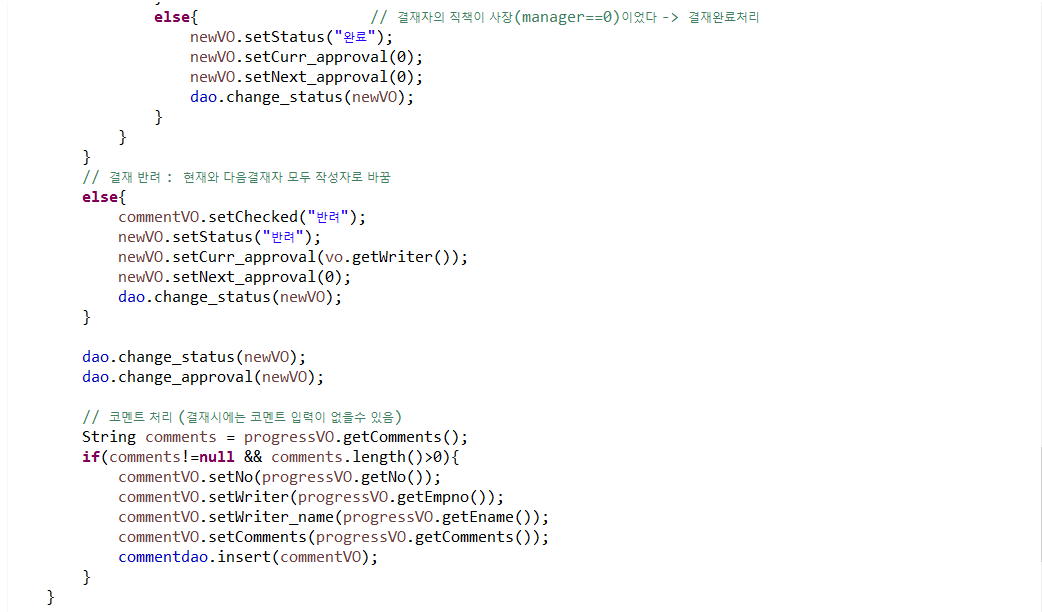 else{ // 결재자의 직책이 사장(manager==0)이었다 -> 결재완료처리
newVO.setStatus("완료");
newVO.setCurr_approval(0);
newVO.setNext_approval(0);
dao.change_status(newVO);
}
}
}
// 결재 반려 : 현재와 다음결재자 모두 작성자로 바꿈
else{
commentVO.setChecked("반려");
newVO.setStatus("반려");
newVO.setCurr_approval(vo.getWriter());
newVO.setNext_approval(0);
dao.change_status(newVO);
}
dao.change_status(newVO);
dao.change_approval(newVO);
// 코멘트 처리 (결재시에는 코멘트 입력이 없을수 있음)
String comments = progressVO.getComments();
if(comments!=null && comments.length()>0){
commentVO.setNo(progressVO.getNo());
commentVO.setWriter(progressVO.getEmpno());
commentVO.setWriter_name(progressVO.getEname());
commentVO.setComments(progressVO.getComments());
commentdao.insert(commentVO);
}
}